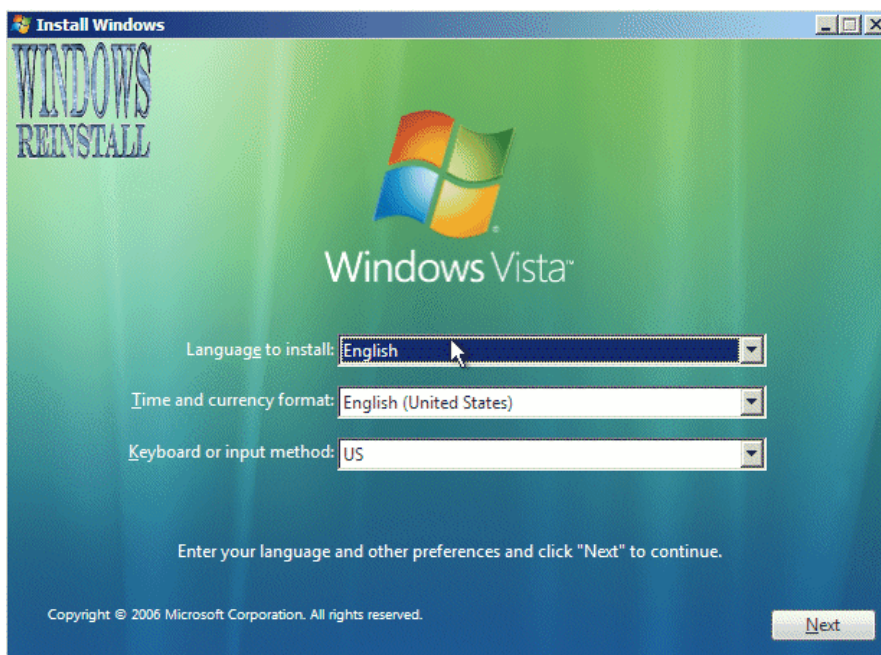 Install Windows
WINDOWS
REINSTALL
Windows Vista™
Language to install: English
Time and currency format: English (United States)
Keyboard or input method: US
Enter your language and other preferences and click "Next" to continue.
Copyright © 2006 Microsoft Corporation. All rights reserved.
Next